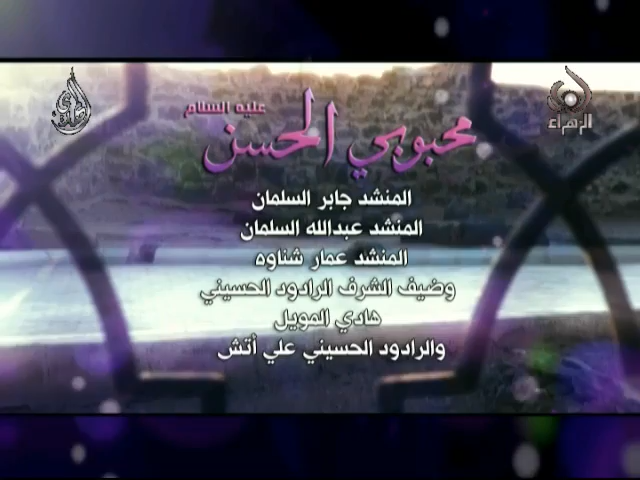 الزهراء
عليه السلام
محبوبي الحسن
المنشد جابر السلمان
المنشد عبدالله السلمان
المنشد عمار شناوه
وضيف الشرف الرادود الحسيني
هادي المويل
والرادود الحسيني علي أتش